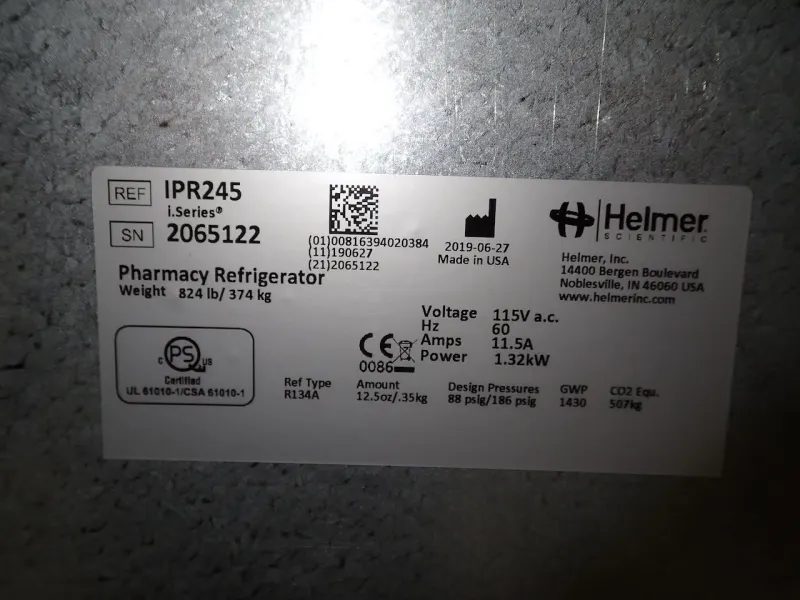 REF IPR245
i.Series®
SN 2065122
(01)00816394020384
(11)190627
(21)2065122
2019-06-27
Made in USA
Helmer
SCIENTIFIC
Helmer, Inc.
14400 Bergen Boulevard
Noblesville, IN 46060 USA
www.helmerinc.com
Pharmacy Refrigerator
Weight 824 lb/ 374 kg
Voltage 115V a.c.
Hz 60
Amps 11.5A
Power 1.32kW
CE
0086
c PS US
Certified
UL 61010-1/CSA 61010-1
Ref Type Amount Design Pressures GWP CO2 Equ.
R134A 12.5oz/.35kg 88 psig/186 psig 1430 507kg